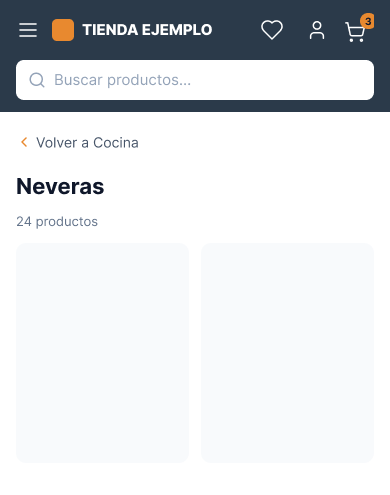 TIENDA EJEMPLO
3
Buscar productos...
Volver a Cocina
Neveras
24 productos